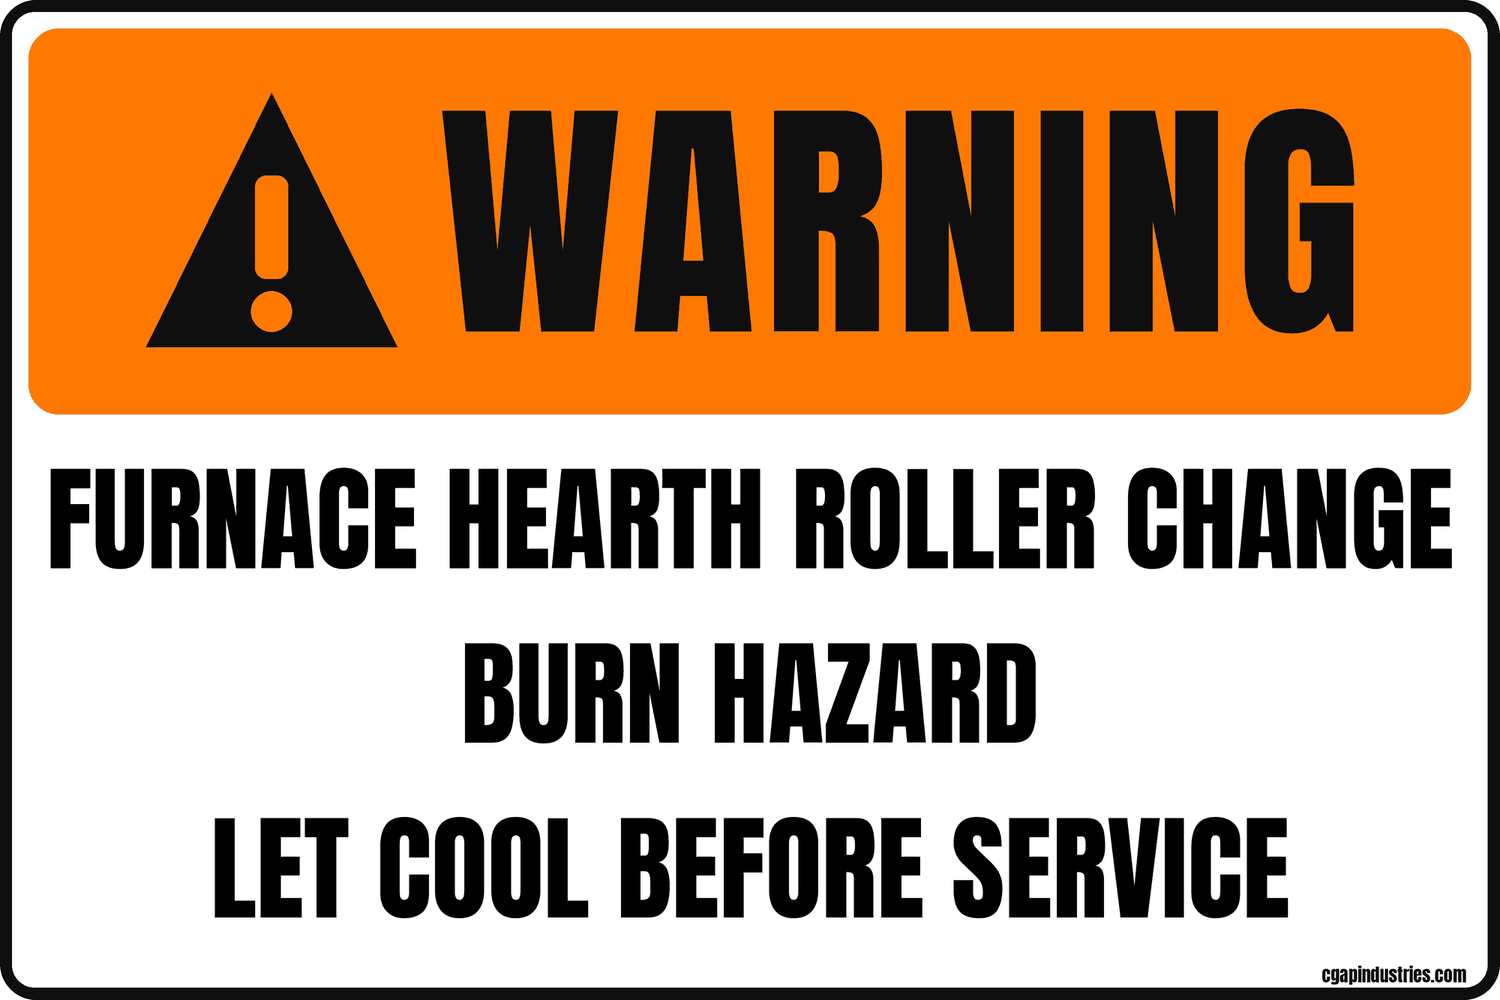 WARNING
FURNACE HEARTH ROLLER CHANGE
BURN HAZARD
LET COOL BEFORE SERVICE
cgapindustries.com